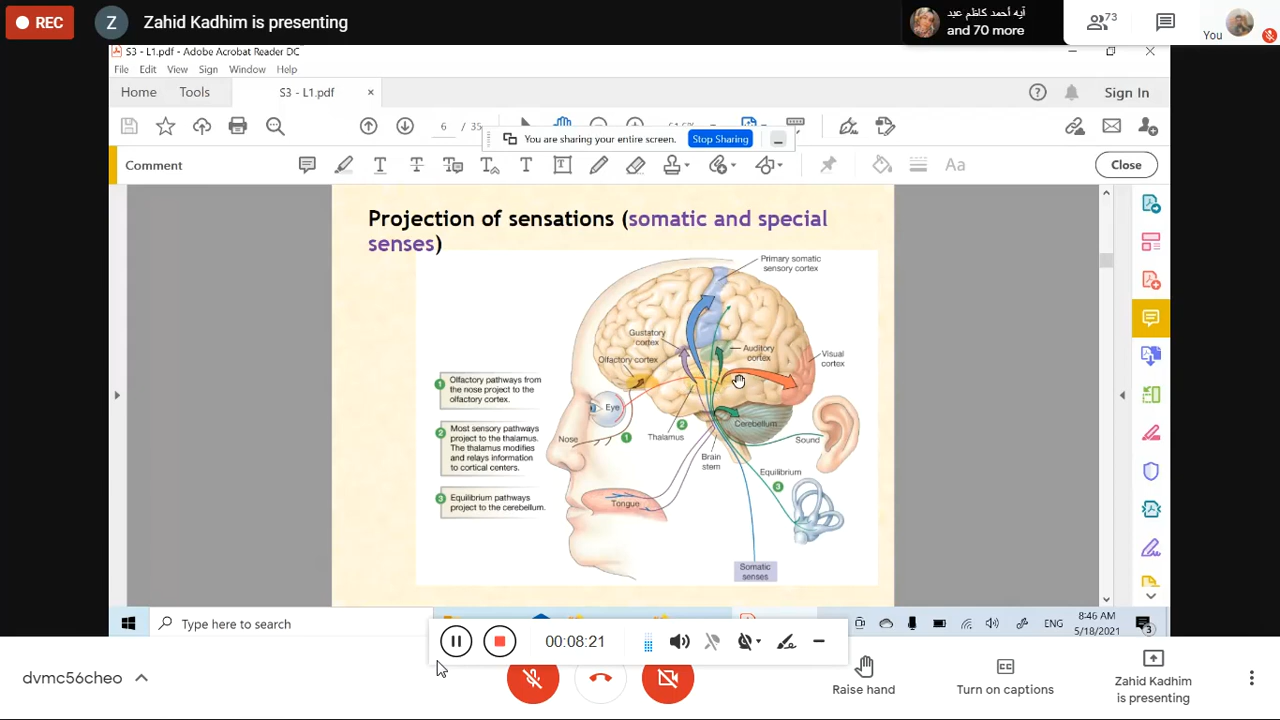 REC
Z
Zahid Kadhim is presenting
آيه أحمد كاظم عبد
and 70 more
73
You
S3 - L1.pdf - Adobe Acrobat Reader DC
File Edit View Sign Window Help
Home Tools S3 - L1.pdf × Sign In
6 / 35
You are sharing your entire screen. Stop Sharing
Comment
Aa
Close
Projection of sensations (somatic and special
senses)
Primary somatic
sensory cortex
Gustatory
cortex
Olfactory cortex
Auditory
cortex
Visual
cortex
1 Olfactory pathways from
the nose project to the
olfactory cortex.
2 Most sensory pathways
project to the thalamus.
The thalamus modifies
and relays information
to cortical centers.
3 Equilibrium pathways
project to the cerebellum.
Eye
Nose
1
2
Thalamus
Cerebellum
Sound
Brain
stem
Equilibrium
3
Tongue
Somatic
senses
Type here to search
ENG
8:46 AM
5/18/2021
3
00:08:21
dvmc56cheo
Raise hand
Turn on captions
Zahid Kadhim
is presenting